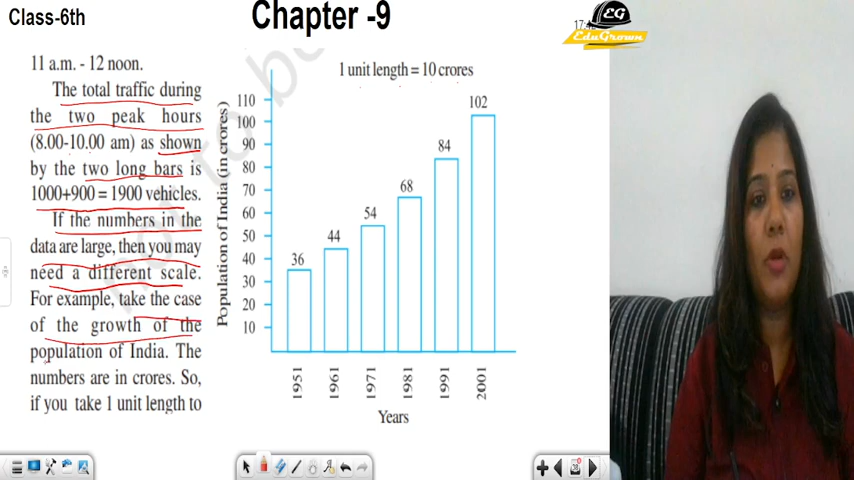 Class-6th
Chapter -9
17:4
EG
EduGrown
11 a.m. - 12 noon.
The total traffic during
the two peak hours
(8.00-10.00 am) as shown
by the two long bars is
1000+900 = 1900 vehicles.
If the numbers in the
data are large, then you may
need a different scale.
For example, take the case
of the growth of the
population of India. The
numbers are in crores. So,
if you take 1 unit length to
1 unit length = 10 crores
Population of India (in crores)
110
100
90
80
70
60
50
40
30
20
10
36
44
54
68
84
102
1951
1961
1971
1981
1991
2001
Years